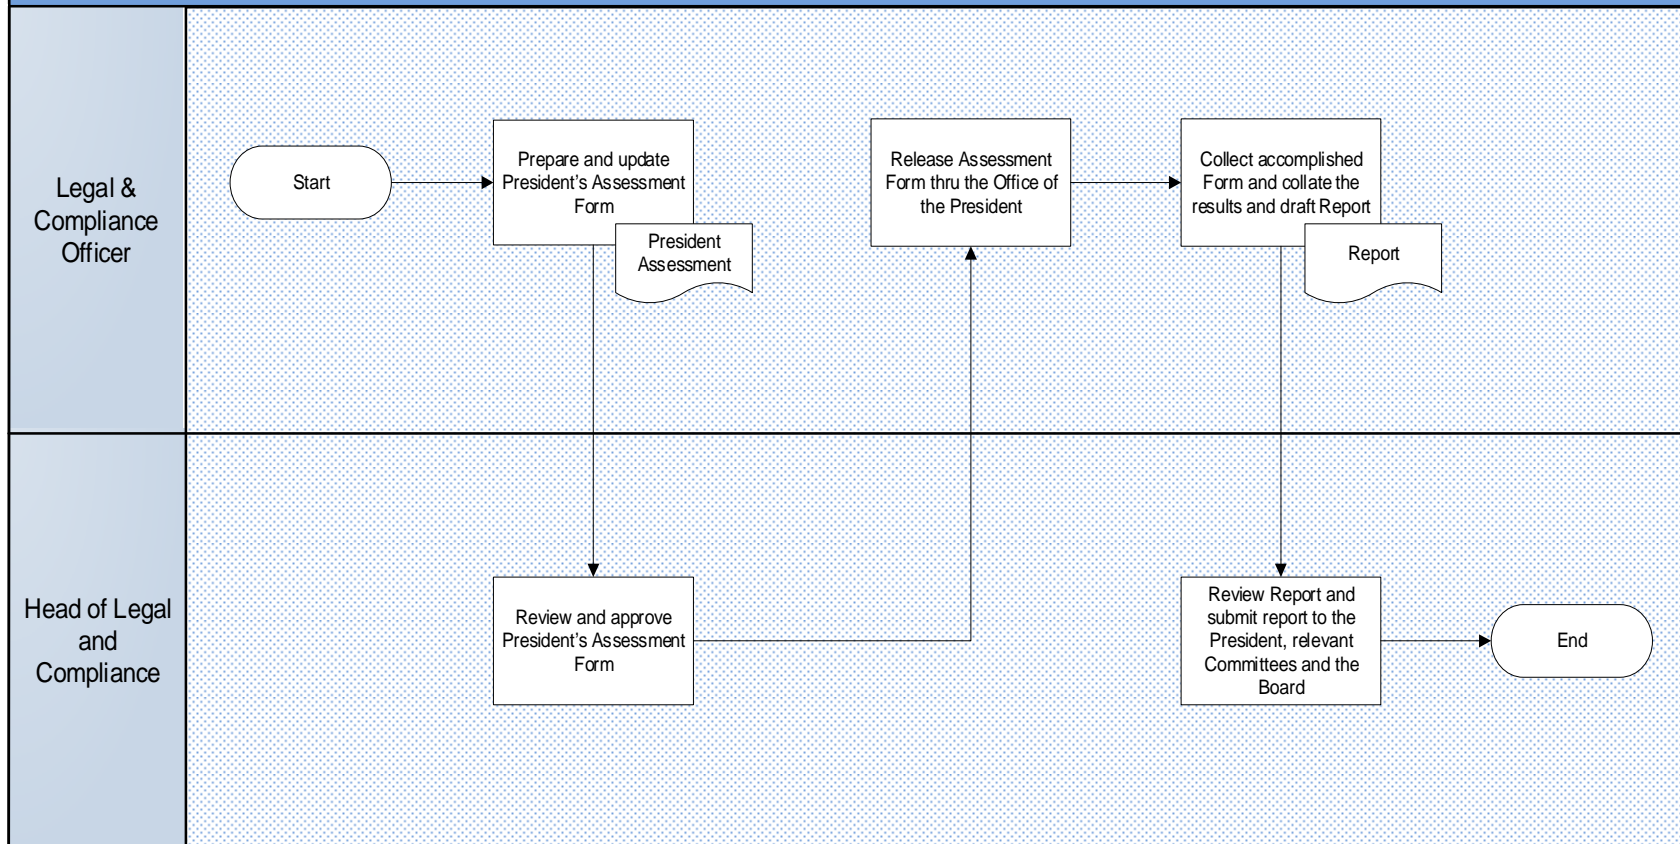 Legal &
Compliance
Officer
Start
Prepare and update
President’s Assessment
Form
President
Assessment
Release Assessment
Form thru the Office of
the President
Collect accomplished
Form and collate the
results and draft Report
Report
Head of Legal
and
Compliance
Review and approve
President’s Assessment
Form
Review Report and
submit report to the
President, relevant
Committees and the
Board
End